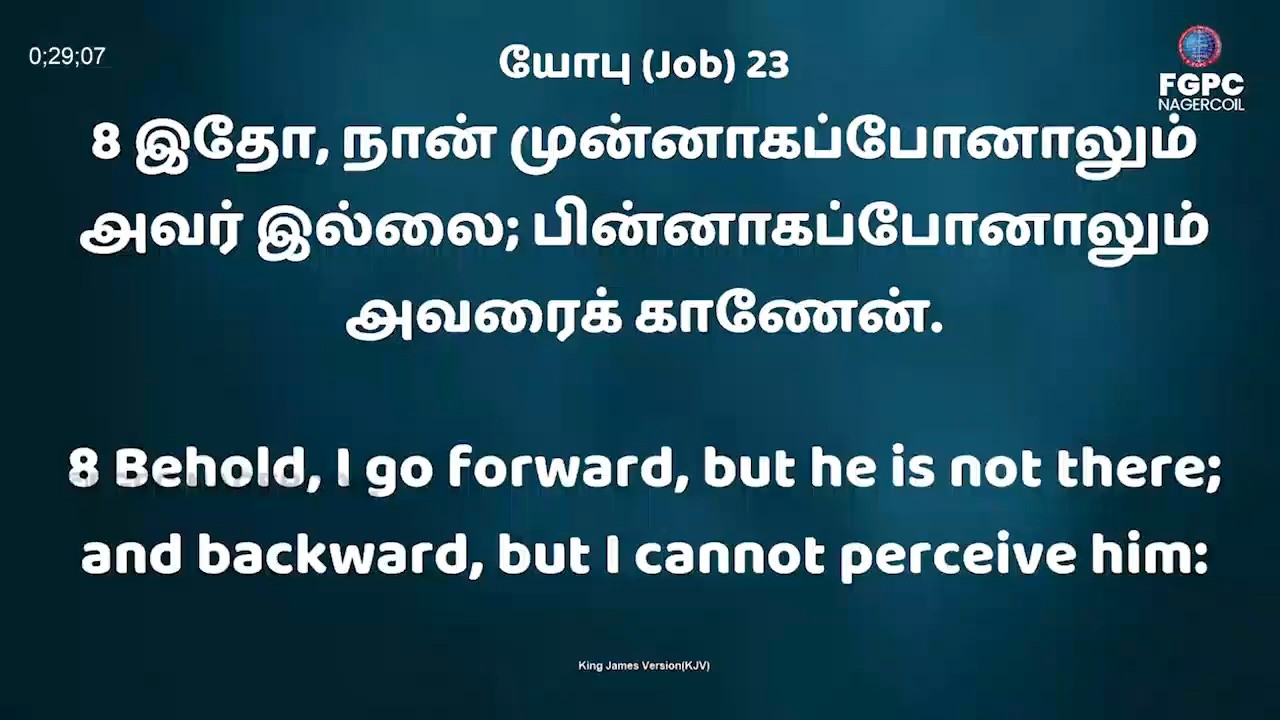 0;29;07
யோபு (Job) 23
FGPC
NAGERCOIL
8 இதோ, நான் முன்னாகப்போனாலும்
அவர் இல்லை; பின்னாகப்போனாலும்
அவரைக் காணேன்.
8 Behold, I go forward, but he is not there;
and backward, but I cannot perceive him:
King James Version(KJV)